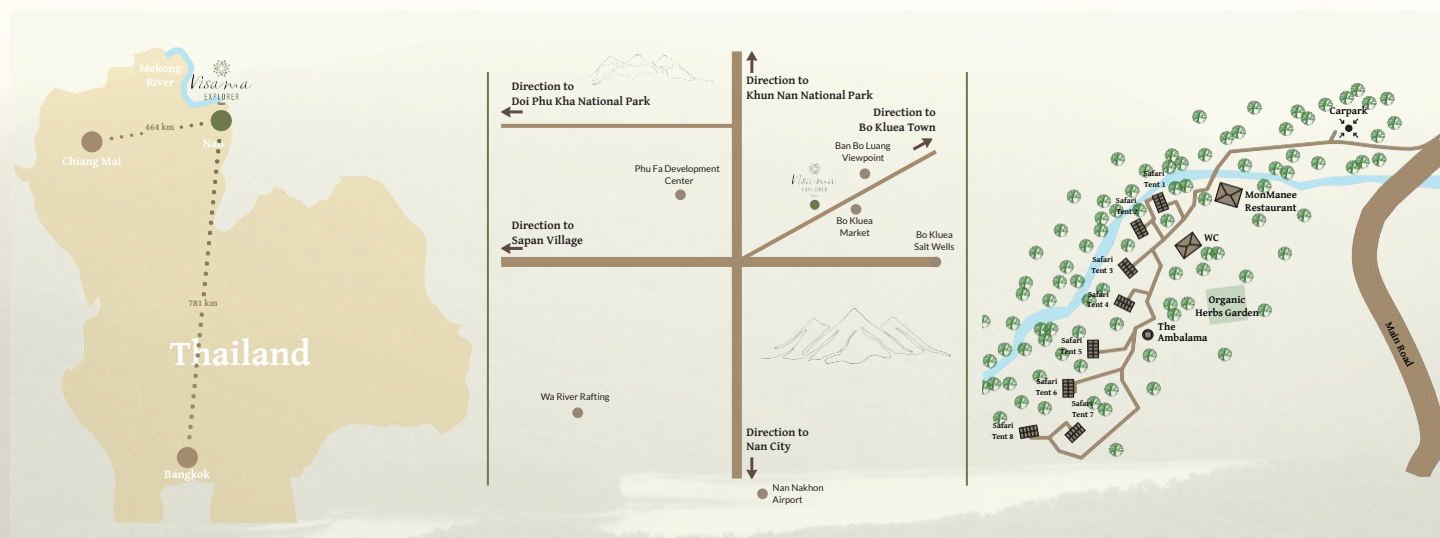 Mekong
River
Visama
EXPLORER
Nan
464 km
Nan
Chiang Mai
781 km
Thailand
Bangkok
Direction to
Doi Phu Kha National Park
Direction to
Khun Nan National Park
Direction to
Bo Kluea Town
Ban Bo Luang
Viewpoint
Phu Fa Development
Center
Visama
EXPLORER
Bo Kluea
Market
Direction to
Sapan Village
Bo Kluea
Salt Wells
Wa River Rafting
Direction to
Nan City
Nan Nakhon
Airport
Carpark
Safari
Tent 1
Safari
Tent 2
MonManee
Restaurant
WC
Safari
Tent 3
Safari
Tent 4
Organic
Herbs Garden
The
Ambalama
Main Road
Safari
Tent 5
Safari
Tent 6
Safari
Tent 7
Safari
Tent 8